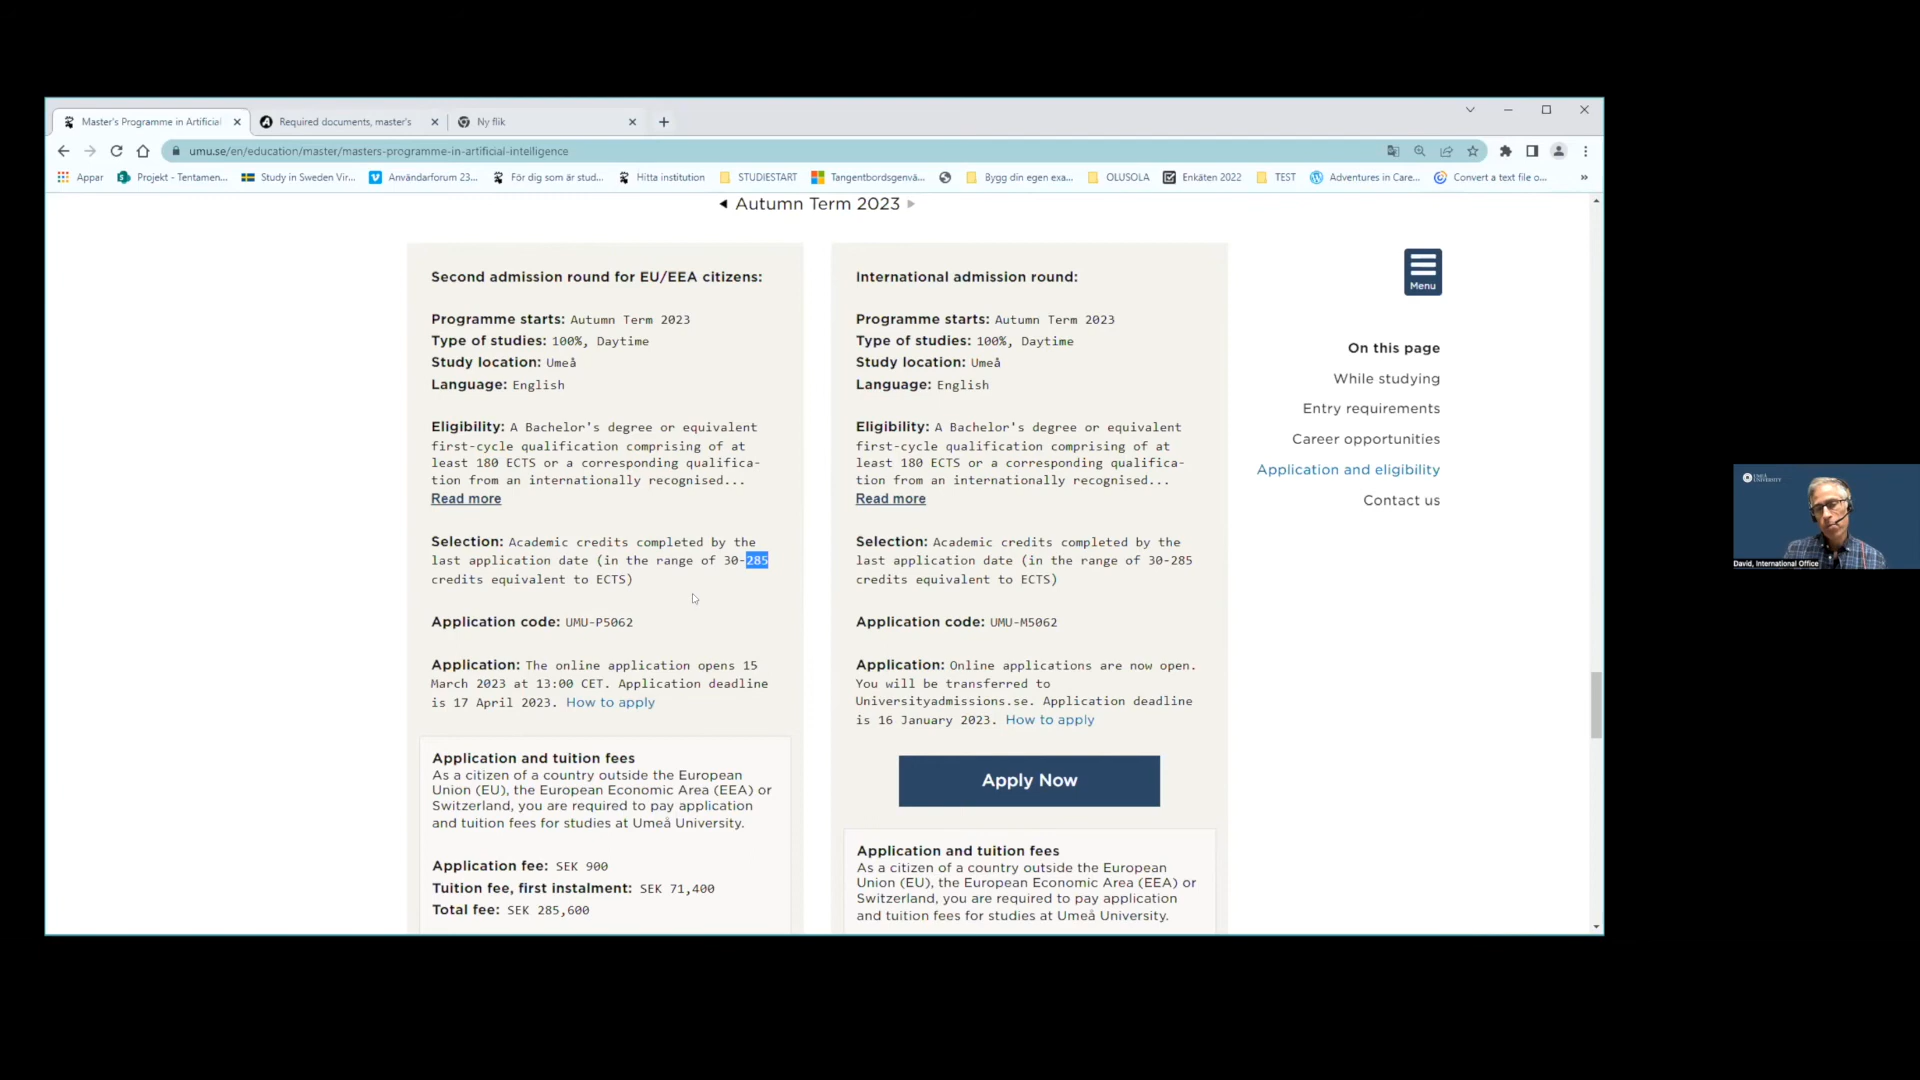 Master's Programme in Artificial
Required documents, master's
Ny flik
umu.se/en/education/master/masters-programme-in-artificial-intelligence
Appar
Projekt - Tentamen...
Study in Sweden Vir...
Användarforum 23...
För dig som är stud...
Hitta institution
STUDIESTART
Tangentbordsgenvä...
Bygg din egen exa...
OLUSOLA
Enkäten 2022
TEST
Adventures in Care...
Convert a text file o...
Autumn Term 2023
Second admission round for EU/EEA citizens:
Programme starts: Autumn Term 2023
Type of studies: 100%, Daytime
Study location: Umeå
Language: English
Eligibility: A Bachelor's degree or equivalent
first-cycle qualification comprising of at
least 180 ECTS or a corresponding qualifica-
tion from an internationally recognised...
Read more
Selection: Academic credits completed by the
last application date (in the range of 30-285
credits equivalent to ECTS)
Application code: UMU-P5062
Application: The online application opens 15
March 2023 at 13:00 CET. Application deadline
is 17 April 2023. How to apply
Application and tuition fees
As a citizen of a country outside the European
Union (EU), the European Economic Area (EEA) or
Switzerland, you are required to pay application
and tuition fees for studies at Umeå University.
Application fee: SEK 900
Tuition fee, first instalment: SEK 71,400
Total fee: SEK 285,600
International admission round:
Programme starts: Autumn Term 2023
Type of studies: 100%, Daytime
Study location: Umeå
Language: English
Eligibility: A Bachelor's degree or equivalent
first-cycle qualification comprising of at
least 180 ECTS or a corresponding qualifica-
tion from an internationally recognised...
Read more
Selection: Academic credits completed by the
last application date (in the range of 30-285
credits equivalent to ECTS)
Application code: UMU-M5062
Application: Online applications are now open.
You will be transferred to
Universityadmissions.se. Application deadline
is 16 January 2023. How to apply
Apply Now
Application and tuition fees
As a citizen of a country outside the European
Union (EU), the European Economic Area (EEA) or
Switzerland, you are required to pay application
and tuition fees for studies at Umeå University.
Menu
On this page
While studying
Entry requirements
Career opportunities
Application and eligibility
Contact us
UMEÅ
UNIVERSITY
David, International Office